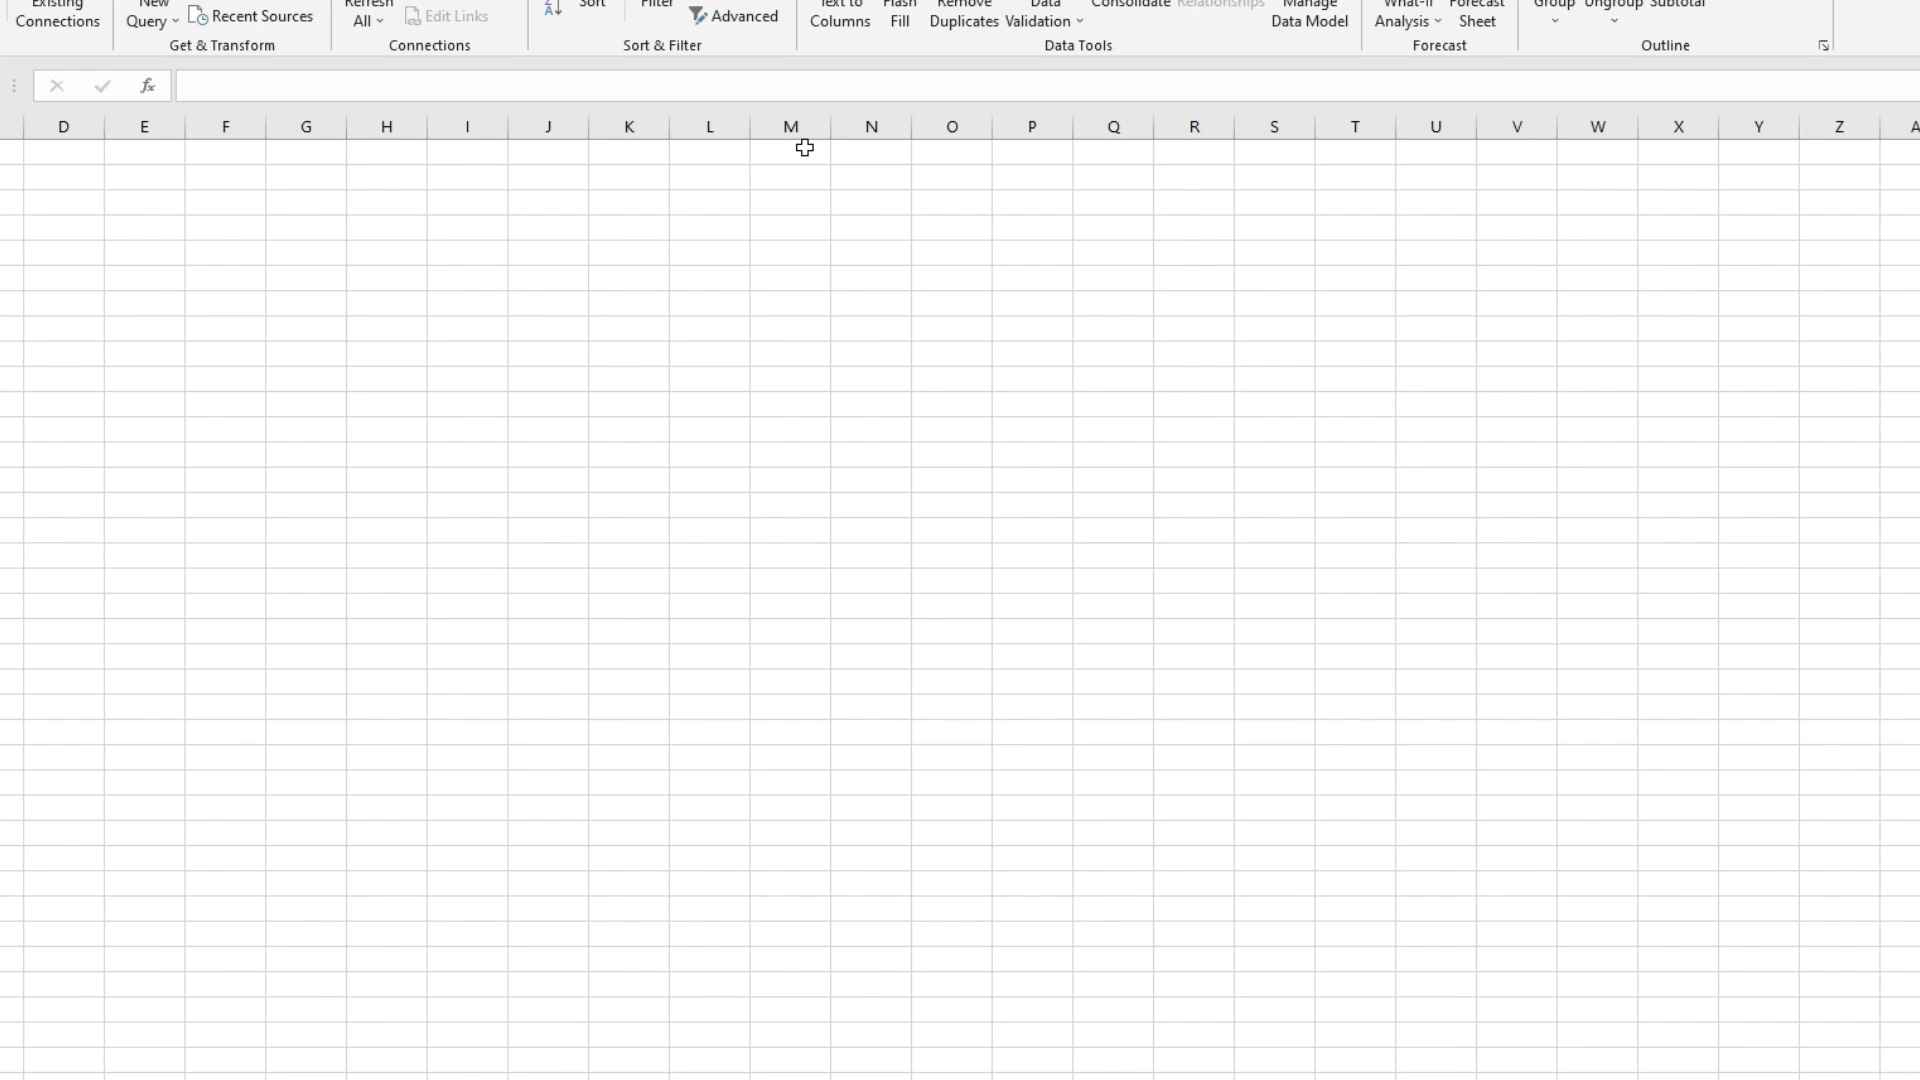 Existing New Refresh Sort Filter Text to Flash Remove Data Consolidate Relationships Manage What-If Forecast Group Ungroup Subtotal
Connections Query Recent Sources All Edit Links Advanced Columns Fill Duplicates Validation Data Model Analysis Sheet
Get & Transform Connections Sort & Filter Data Tools Forecast Outline
fx
D E F G H I J K L M N O P Q R S T U V W X Y Z A